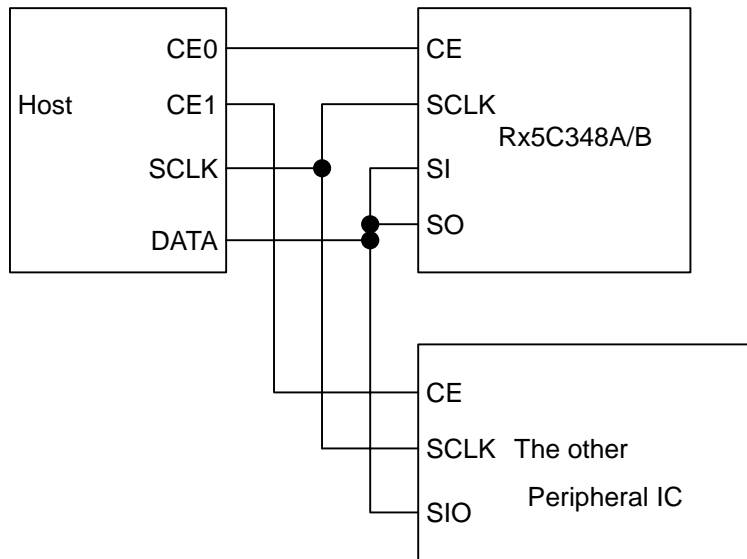 CE0
CE
Host
CE1
SCLK
Rx5C348A/B
SCLK
SI
DATA
SO
CE
SCLK
The other
Peripheral IC
SIO